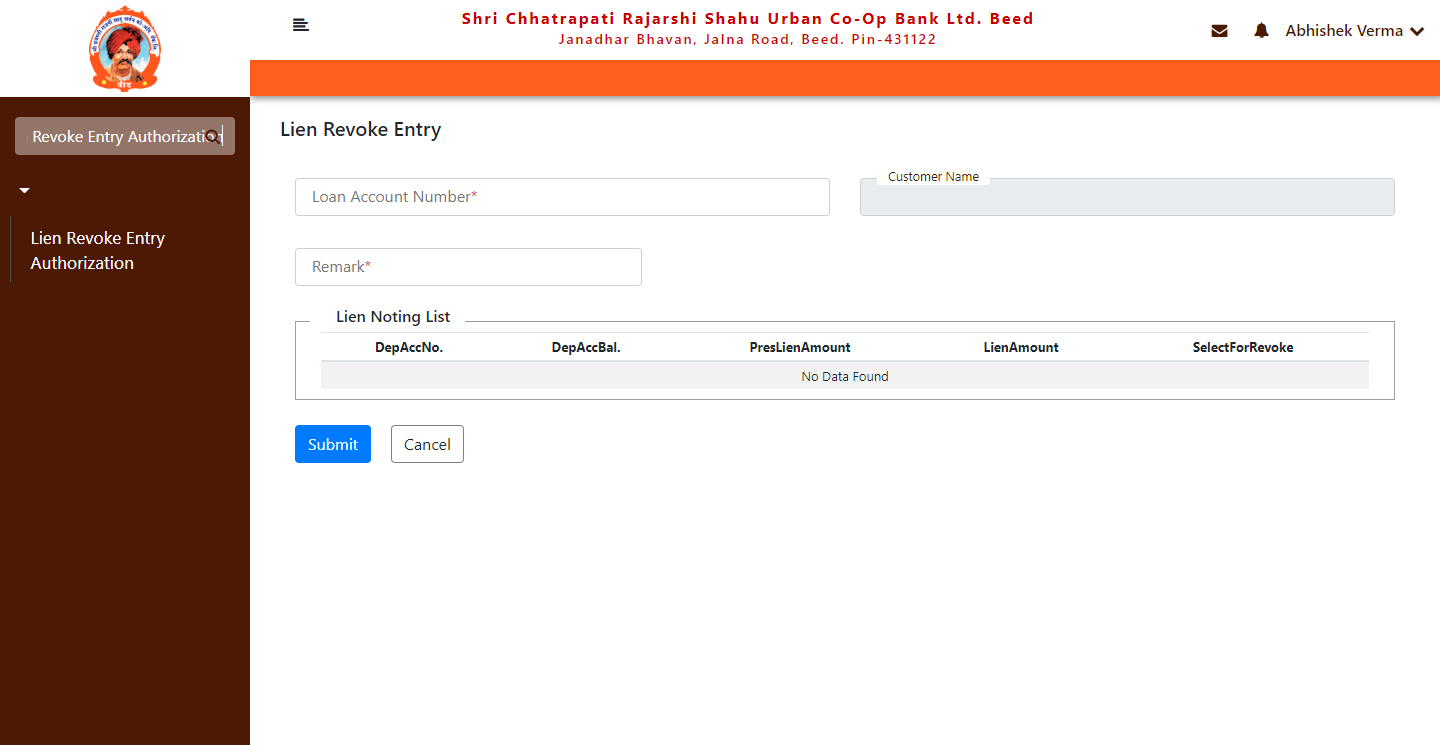 Shri Chhatrapati Rajarshi Shahu Urban Co-Op Bank Ltd. Beed
Janadhar Bhavan, Jalna Road, Beed. Pin-431122
Abhishek Verma
बीड
Revoke Entry Authorization
Lien Revoke Entry
Authorization
Lien Revoke Entry
Loan Account Number*
Customer Name
Remark*
Lien Noting List
DepAccNo. DepAccBal. PresLienAmount LienAmount SelectForRevoke
No Data Found
Submit Cancel